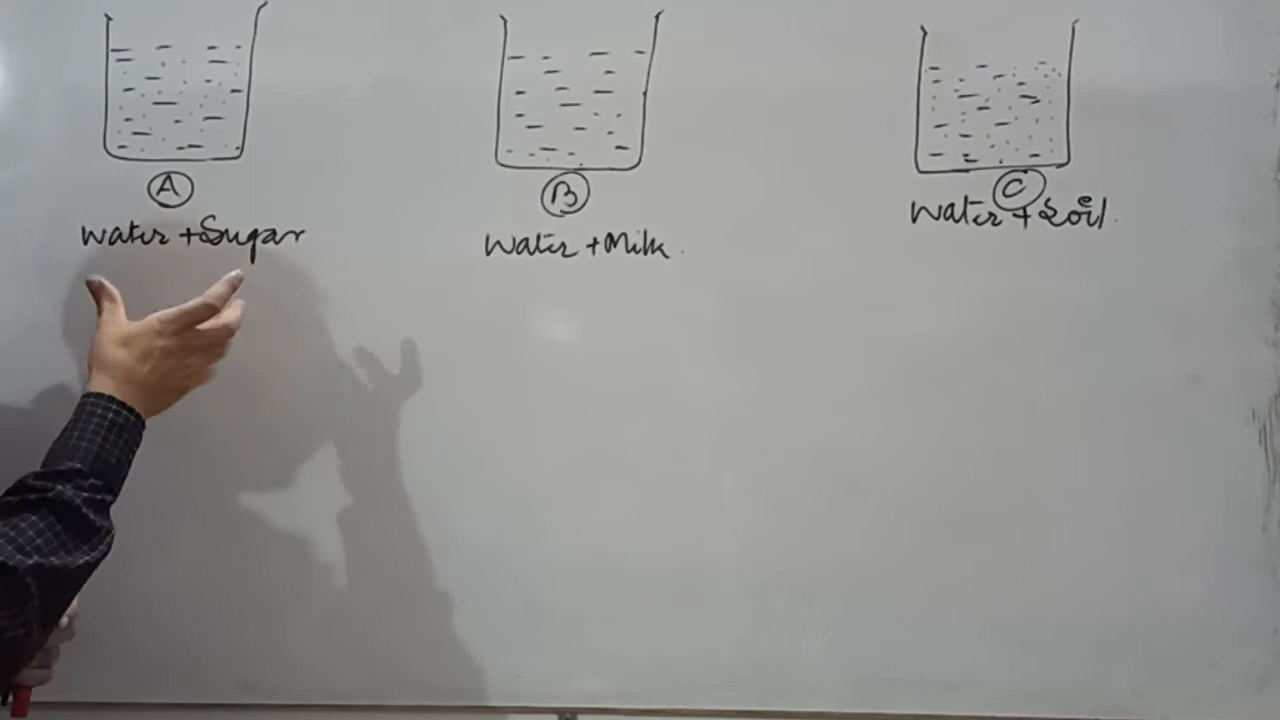 A
Water + Sugar
B
Water + Milk.
C
Water + Soil.